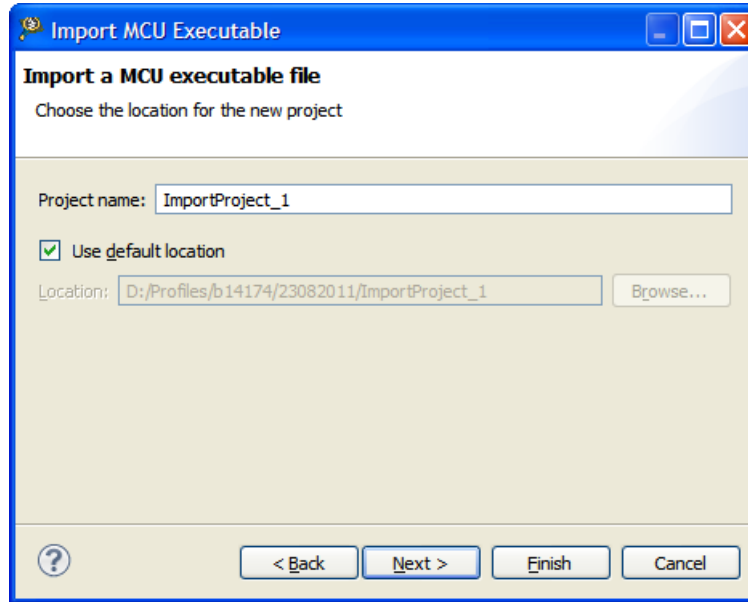 Import MCU Executable
Import a MCU executable file
Choose the location for the new project
Project name: ImportProject_1
Use default location
Location: D:/Profiles/b14174/23082011/ImportProject_1 Browse...
? < Back Next > Finish Cancel